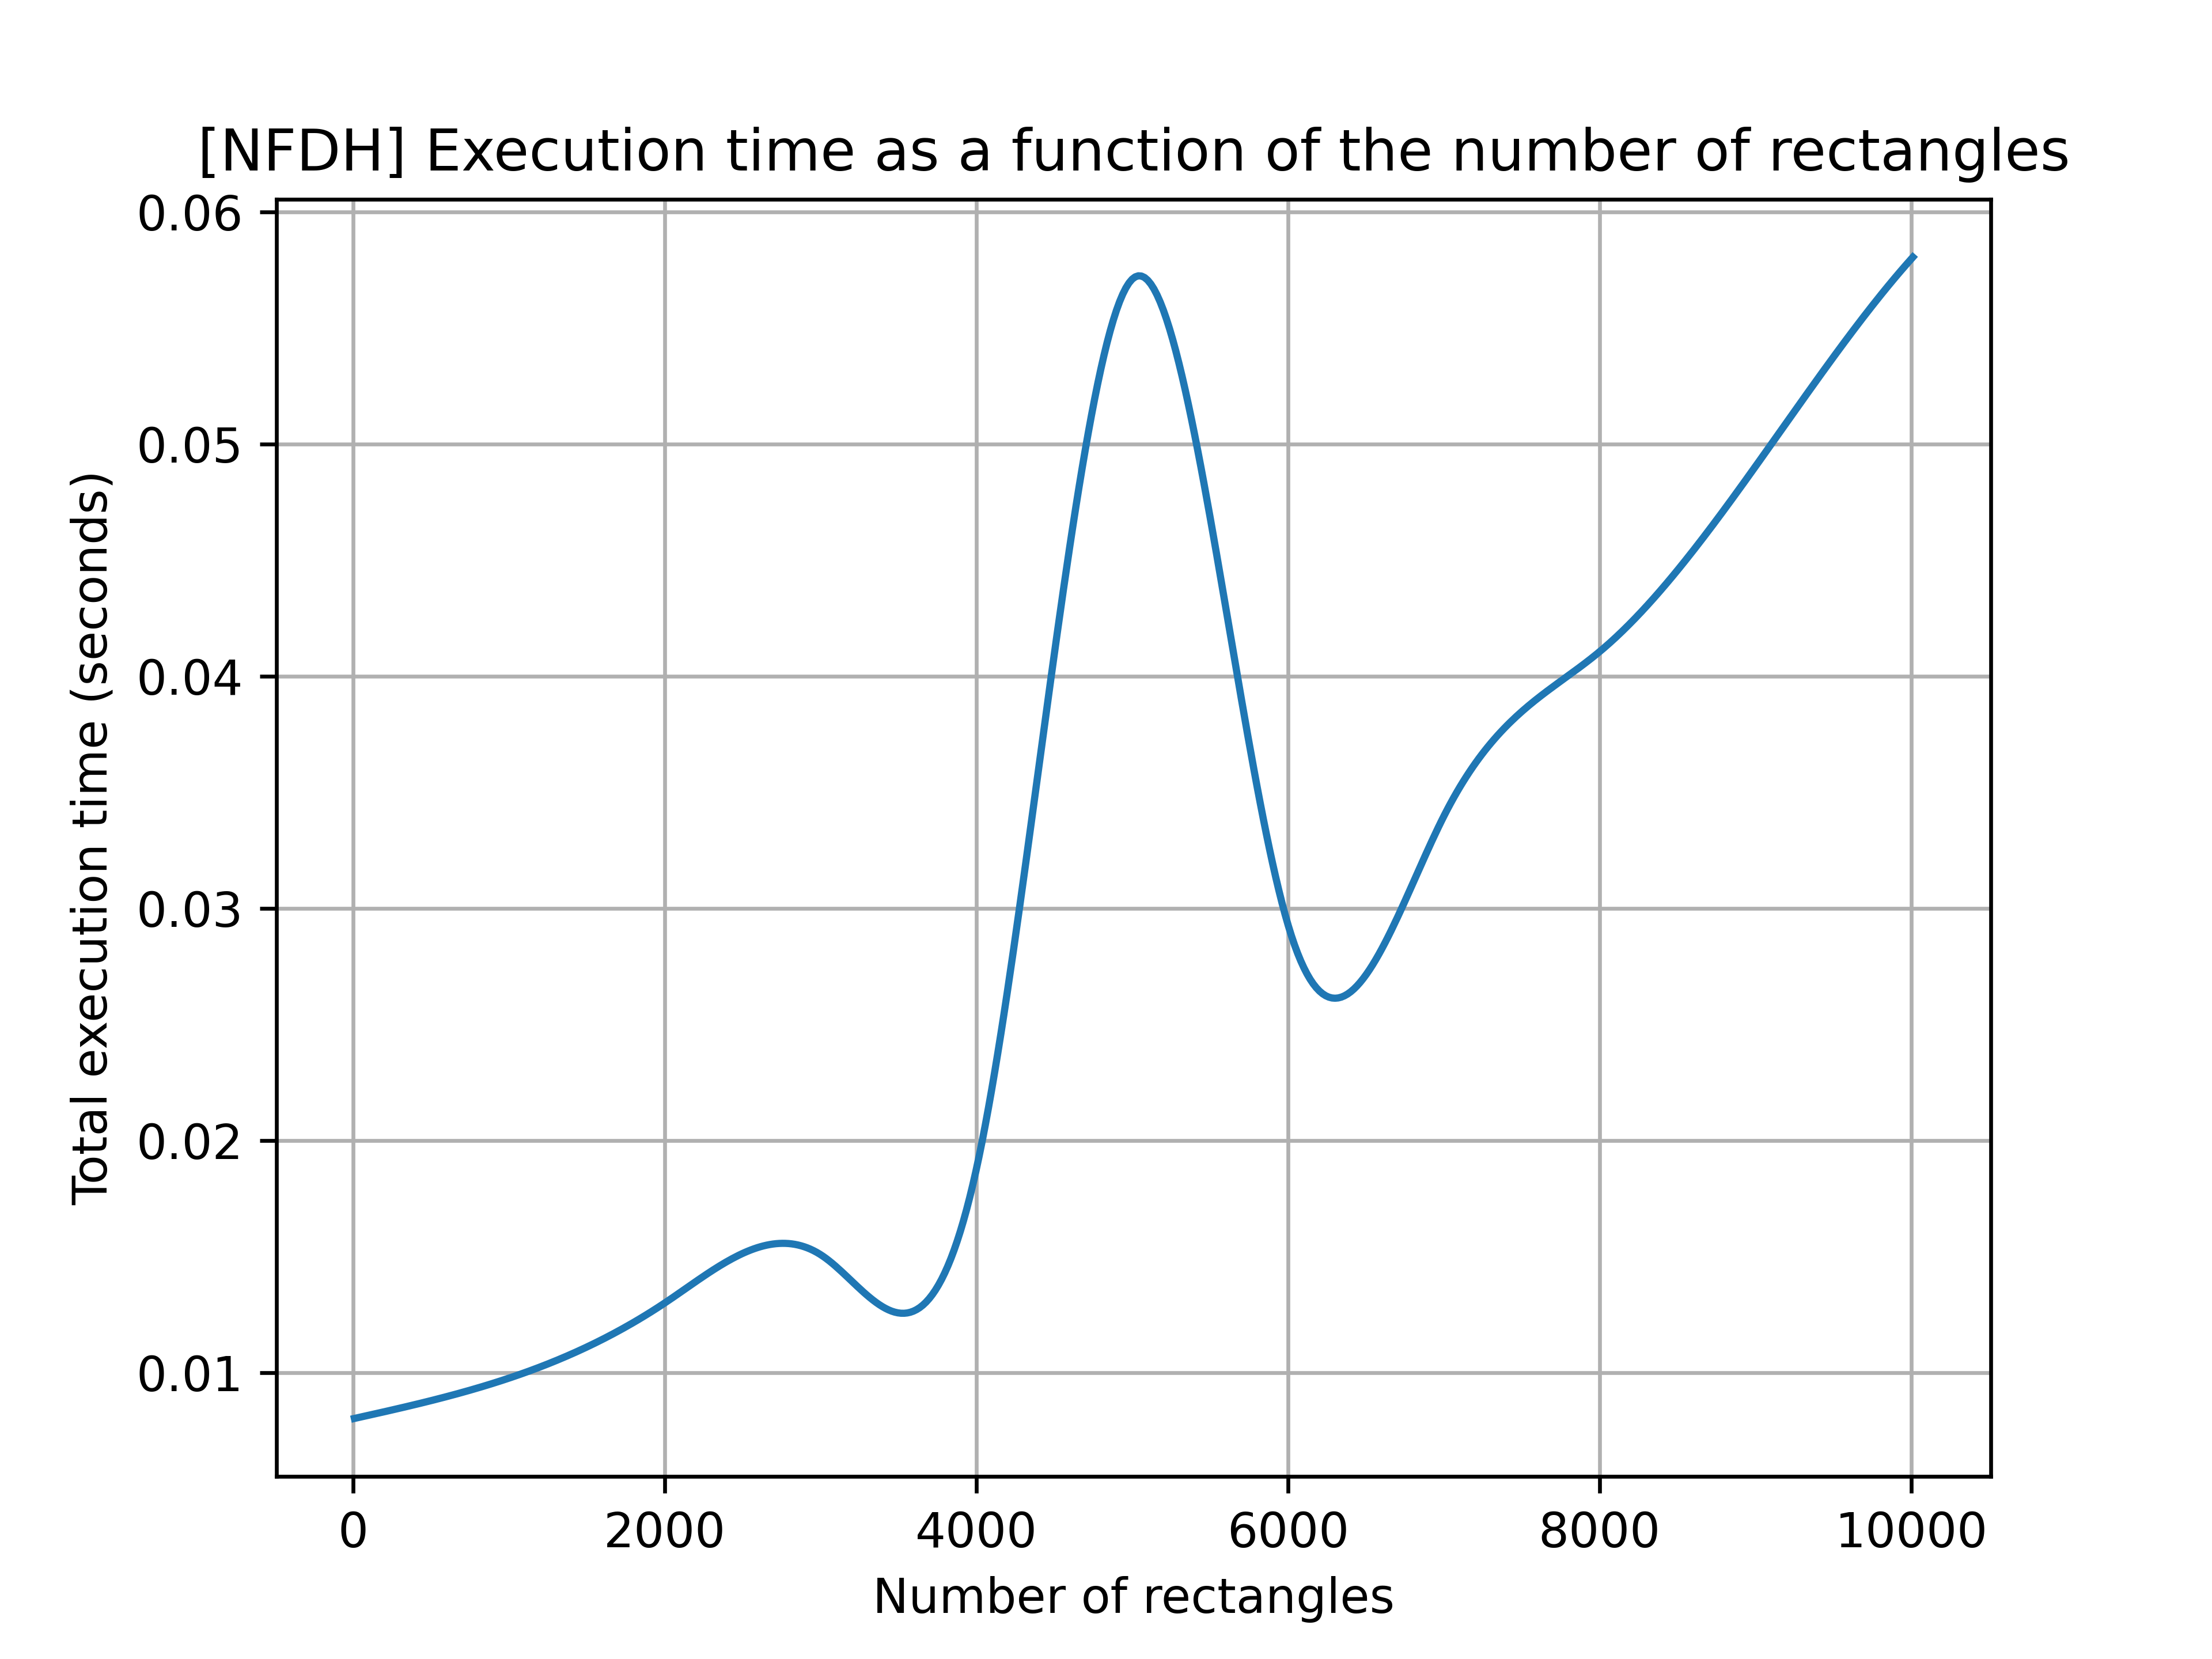 [NFDH] Execution time as a function of the number of rectangles
0.06
0.05
0.04
0.03
0.02
0.01
Total execution time (seconds)
0 2000 4000 6000 8000 10000
Number of rectangles